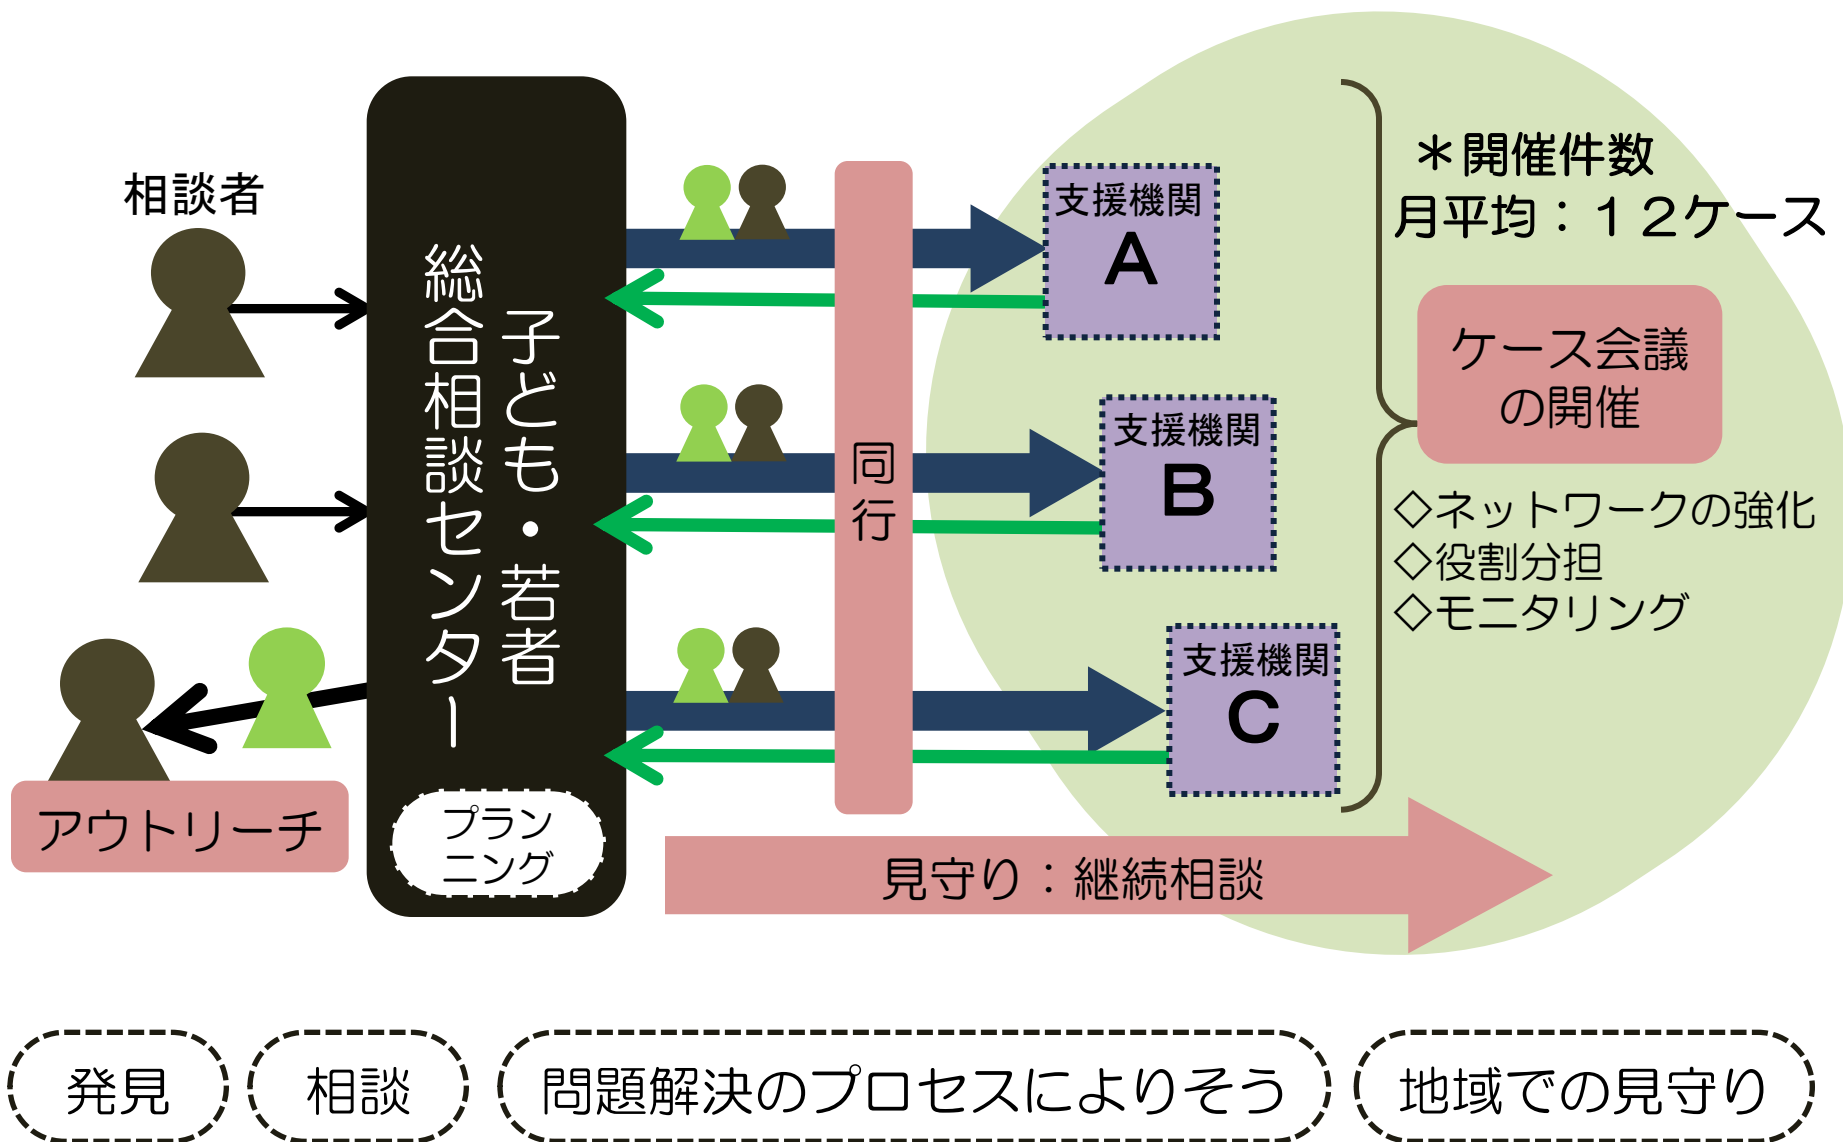 相談者
アウトリーチ
子ども・若者
総合相談センター
プラン
ニング
同行
支援機関
A
支援機関
B
支援機関
C
＊開催件数
月平均：１２ケース
ケース会議
の開催
◇ネットワークの強化
◇役割分担
◇モニタリング
見守り：継続相談
発見
相談
問題解決のプロセスによりそう
地域での見守り